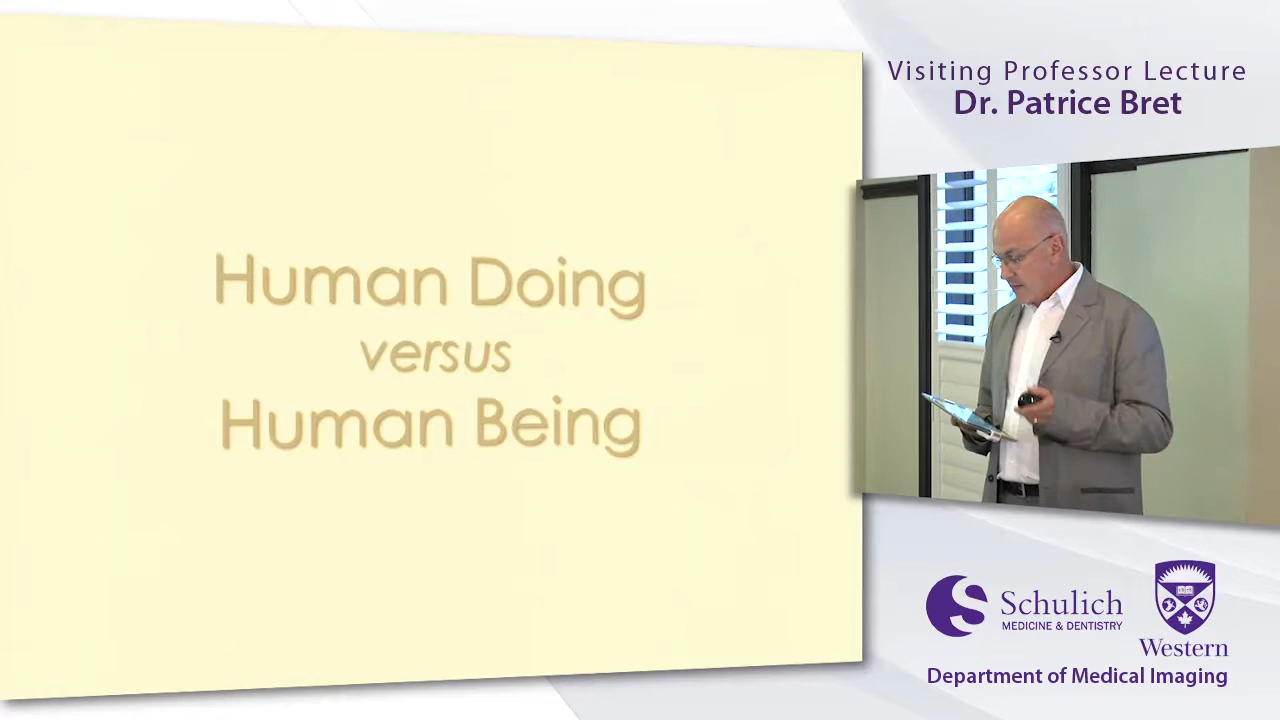 Human Doing
versus
Human Being
Visiting Professor Lecture
Dr. Patrice Bret
Schulich
MEDICINE & DENTISTRY
Western
Department of Medical Imaging